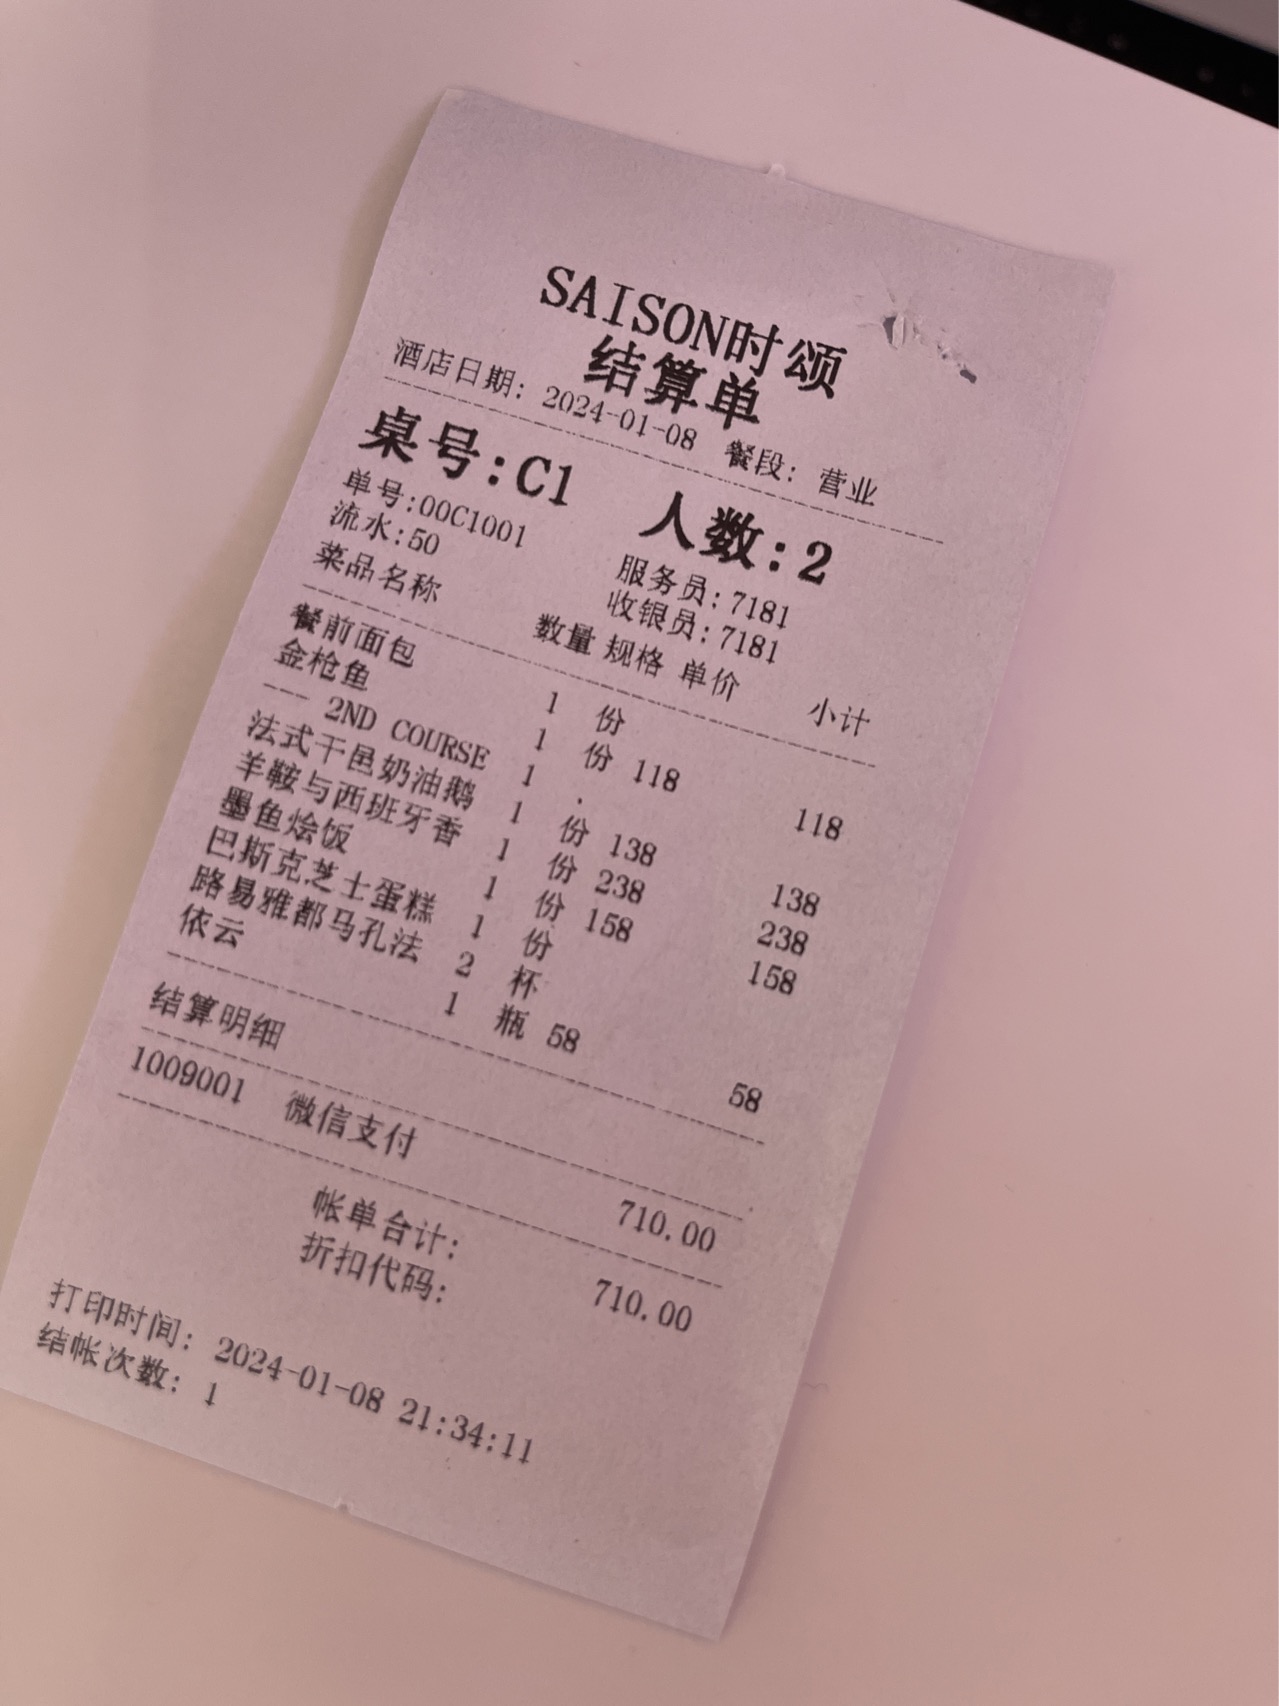 SAISON时颂
结算单
酒店日期: 2024-01-08 餐段: 营业
桌号:C1 人数:2
单号:00C1001 服务员:7181
流水:50 收银员:7181
菜品名称 数量 规格 单价 小计
餐前面包 1 份
金枪鱼 1 份 118 118
--- 2ND COURSE 1 .
法式干邑奶油鹅 1 份 138 138
羊鞍与西班牙香 1 份 238 238
墨鱼烩饭 1 份 158 158
巴斯克芝士蛋糕 1 份
路易雅都马孔法 2 杯
依云 1 瓶 58 58
结算明细
1009001 微信支付 710.00
帐单合计: 710.00
折扣代码:
打印时间: 2024-01-08 21:34:11
结帐次数: 1